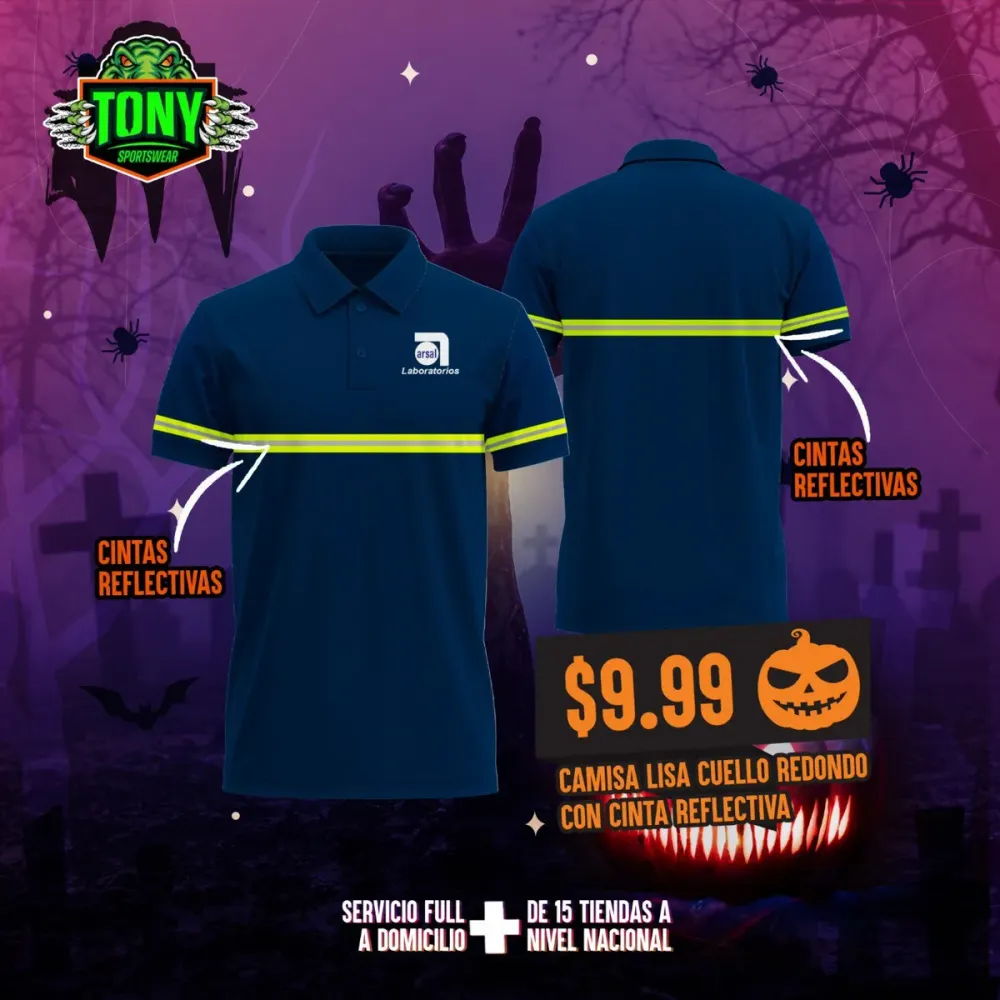 TONY
SPORTSWEAR
arsal
Laboratorios
CINTAS
REFLECTIVAS
CINTAS
REFLECTIVAS
$9.99
CAMISA LISA CUELLO REDONDO
CON CINTA REFLECTIVA
SERVICIO FULL
A DOMICILIO
DE 15 TIENDAS A
NIVEL NACIONAL